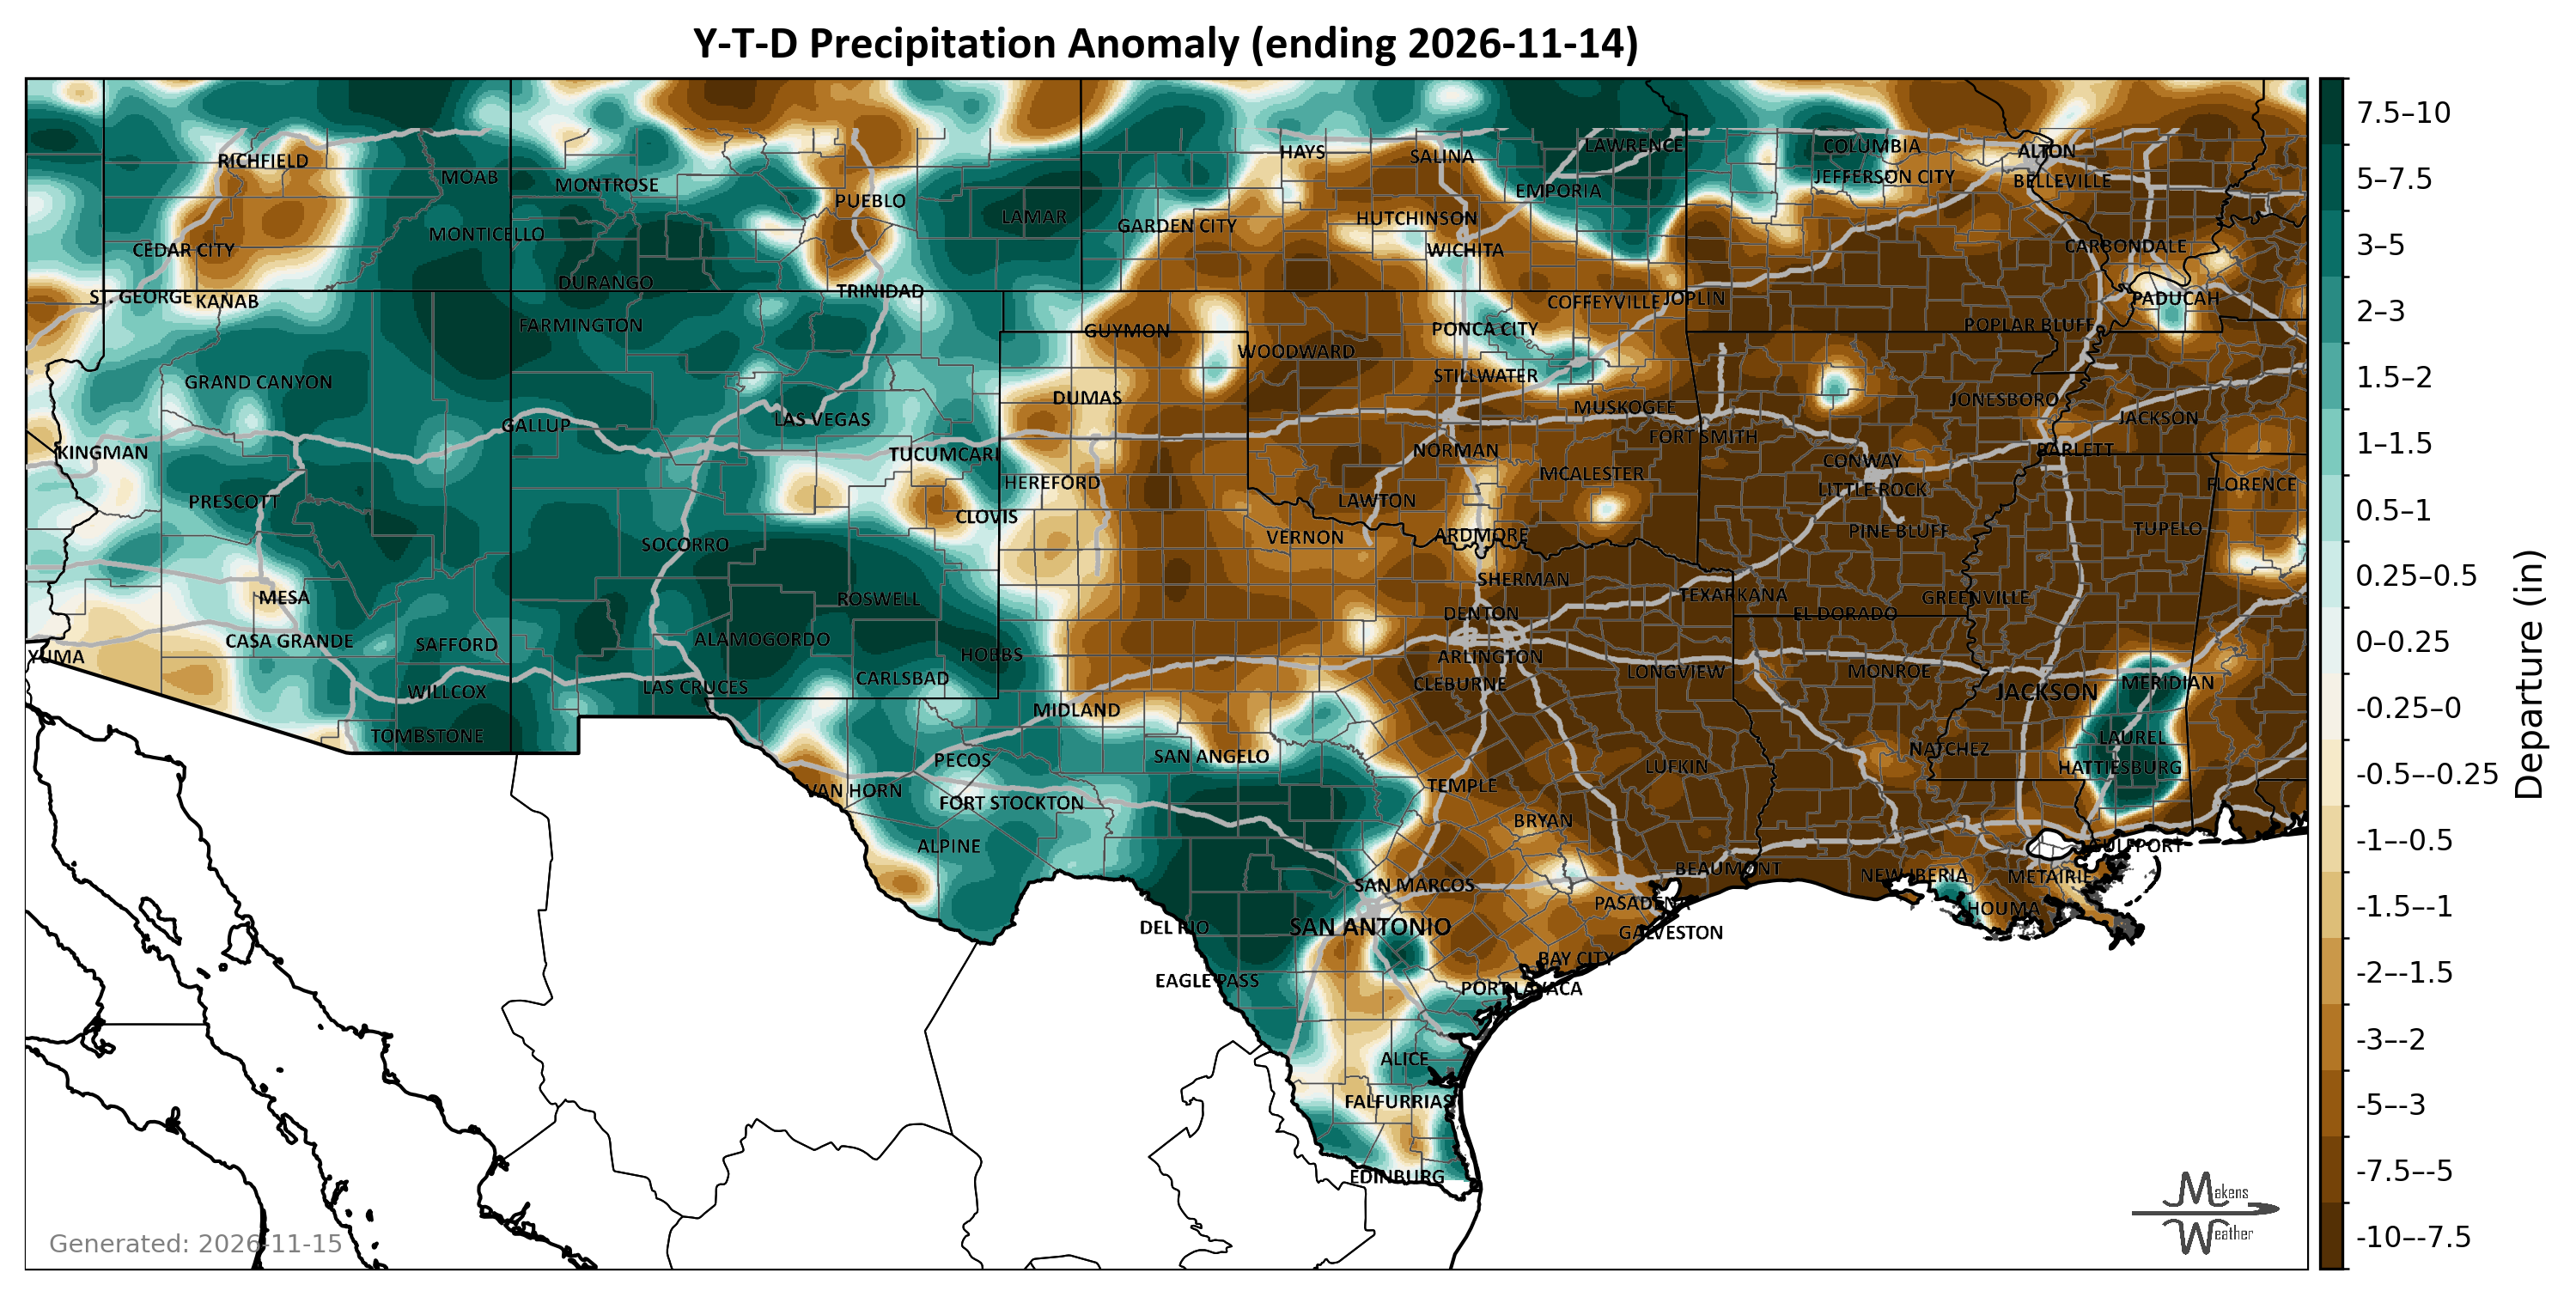 Y-T-D Precipitation Anomaly (ending 2026-11-14)
RICHFIELD
MOAB
MONTROSE
PUEBLO
LAMAR
HAYS
SALINA
LAWRENCE
COLUMBIA
ALTON
EMPORIA
JEFFERSON CITY
BELLEVILLE
CEDAR CITY
MONTICELLO
GARDEN CITY
HUTCHINSON
WICHITA
CARBONDALE
DURANGO
ST. GEORGE
KANAB
TRINIDAD
COFFEYVILLE
JOPLIN
PADUCAH
FARMINGTON
GUYMON
PONCA CITY
POPLAR BLUFF
WOODWARD
GRAND CANYON
STILLWATER
DUMAS
MUSKOGEE
JONESBORO
JACKSON
GALLUP
LAS VEGAS
FORT SMITH
KINGMAN
TUCUMCARI
NORMAN
CONWAY
BARLETT
PRESCOTT
HEREFORD
LAWTON
MCALESTER
LITTLE ROCK
FLORENCE
CLOVIS
VERNON
ARDMORE
PINE BLUFF
TUPELO
SOCORRO
SHERMAN
MESA
ROSWELL
DENTON
TEXARKANA
EL DORADO
GREENVILLE
CASA GRANDE
SAFFORD
ALAMOGORDO
HOBBS
ARLINGTON
YUMA
WILLCOX
LAS CRUCES
CARLSBAD
CLEBURNE
LONGVIEW
MONROE
JACKSON
MERIDIAN
TOMBSTONE
MIDLAND
PECOS
SAN ANGELO
NATCHEZ
LAUREL
VAN HORN
FORT STOCKTON
TEMPLE
LUFKIN
HATTIESBURG
ALPINE
BRYAN
GULFPORT
SAN MARCOS
BEAUMONT
NEW IBERIA
METAIRIE
DEL RIO
SAN ANTONIO
PASADENA
GALVESTON
HOUMA
EAGLE PASS
BAY CITY
PORT LAVACA
ALICE
FALFURRIAS
EDINBURG
7.5–10
5–7.5
3–5
2–3
1.5–2
1–1.5
0.5–1
0.25–0.5
0–0.25
-0.25–0
-0.5–-0.25
-1–-0.5
-1.5–-1
-2–-1.5
-3–-2
-5–-3
-7.5–-5
-10–-7.5
Departure (in)
Generated: 2026-11-15
Makens
Weather